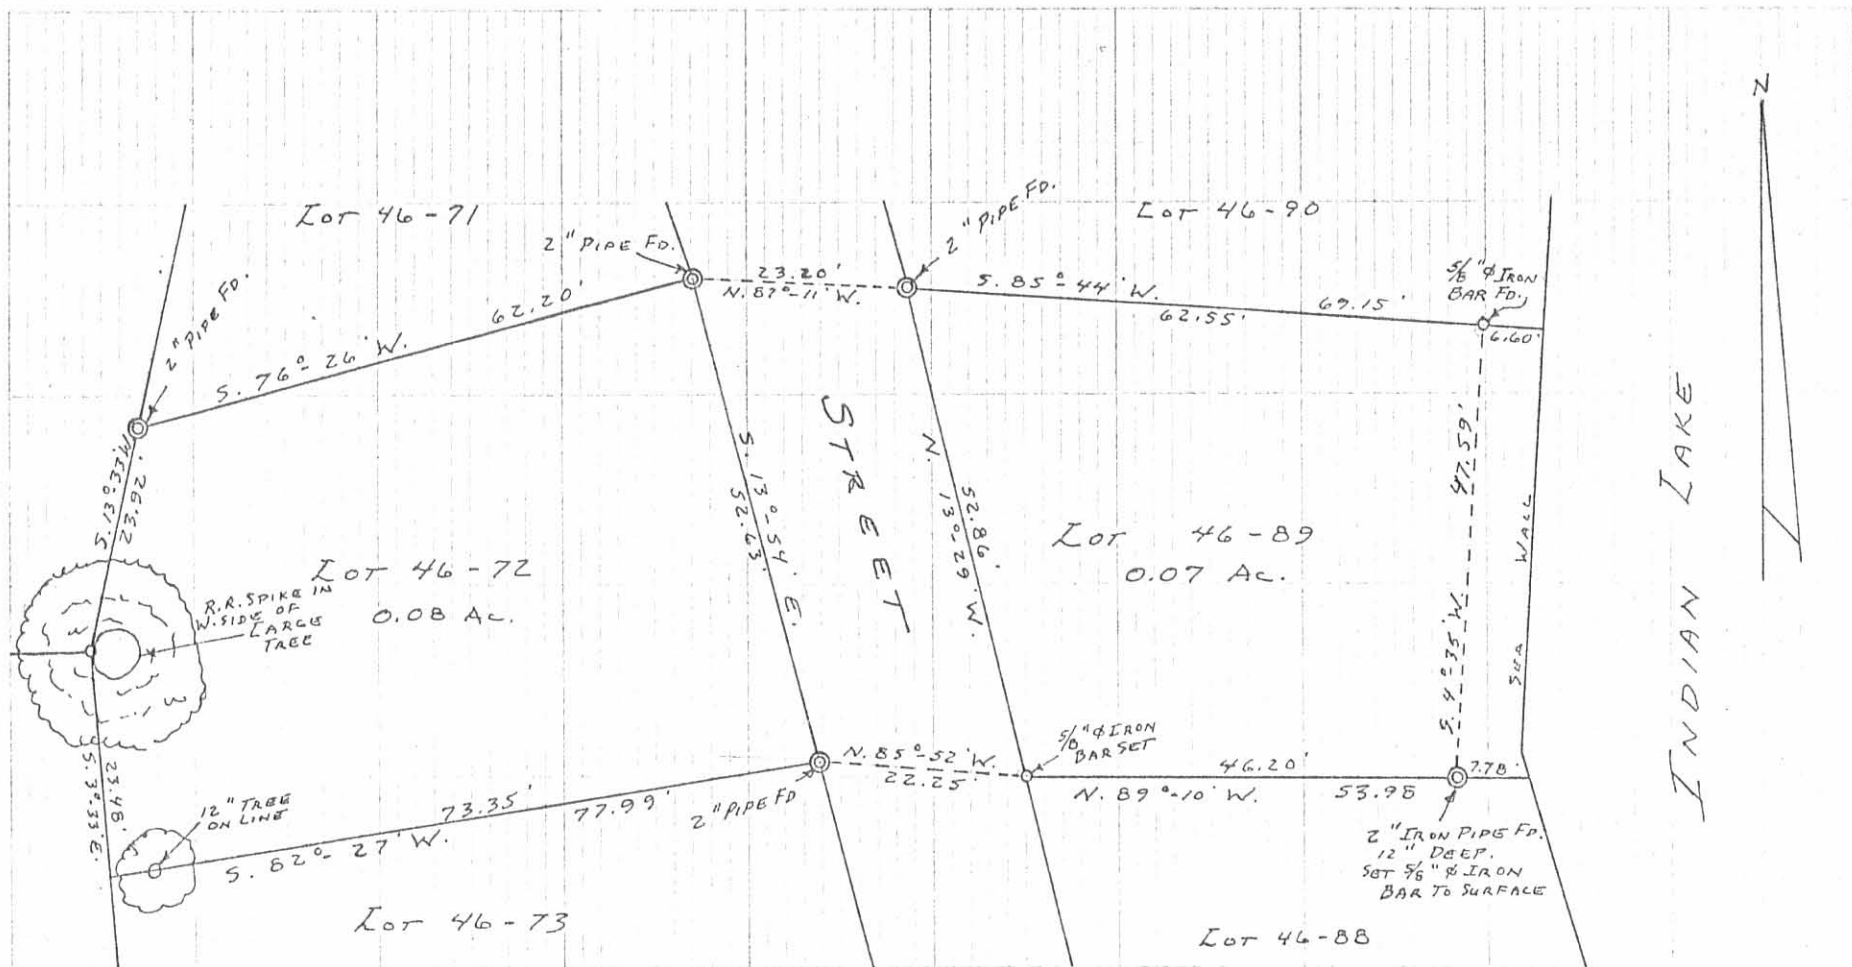 N
Lot 46-71
Lot 46-90
2" PIPE FD.
2" PIPE FD.
2" PIPE FD.
5/8" ϕ IRON
BAR FD.
23.20'
N. 87°-11' W.
S. 85°-44' W.
69.15'
62.55'
6.60'
62.20'
S. 76°-26' W.
S. 13°-33' W.
23.92'
S. 13°-54' E.
52.63'
STREET
52.86'
N. 13°-29' W.
47.59'
S. 4°-35' W.
SEA WALL
INDIAN LAKE
Lot 46-89
0.07 Ac.
Lot 46-72
0.08 Ac.
R.R. SPIKE IN
W. SIDE OF
LARGE
TREE
23.48'
S. 3°-33' E.
12" TREE
ON LINE
73.35'
77.99'
S. 82°-27' W.
2" PIPE FD
N. 85°-52' W.
22.25'
5/8" ϕ IRON
BAR SET
46.20'
7.78'
N. 89°-10' W.
53.98
2" IRON PIPE FD.
12" DEEP.
SET 5/8" ϕ IRON
BAR TO SURFACE
Lot 46-73
Lot 46-88